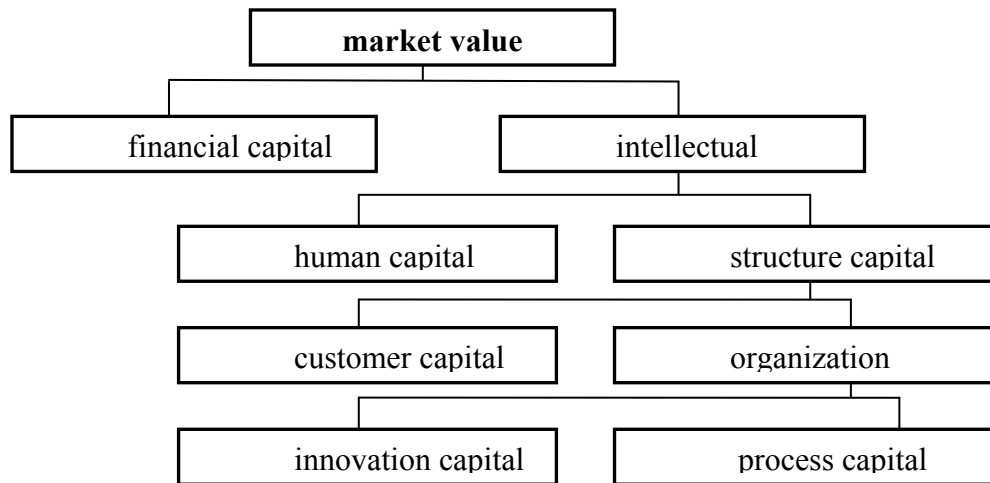 market value
financial capital
intellectual
human capital
structure capital
customer capital
organization
innovation capital
process capital